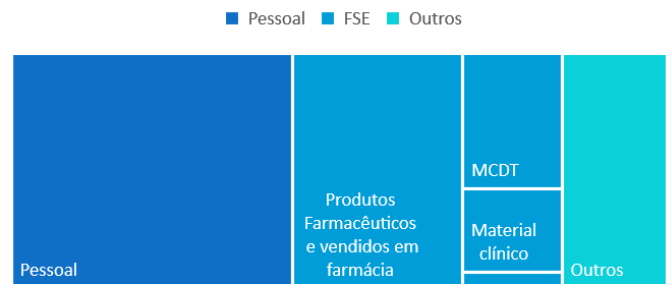 Pessoal FSE Outros
MCDT
Produtos
Farmacêuticos
e vendidos em
farmácia
Material
clínico
Pessoal
Outros